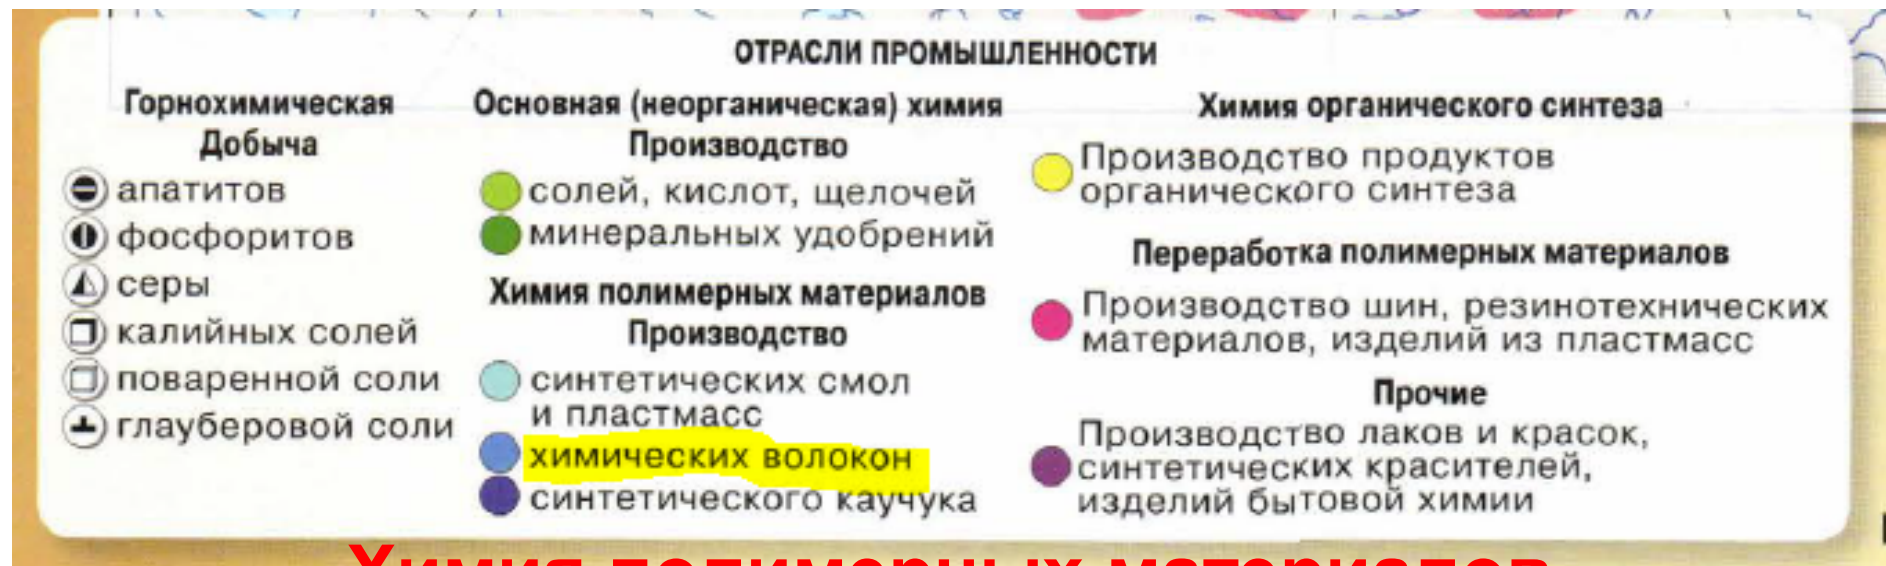 ОТРАСЛИ ПРОМЫШЛЕННОСТИ
Горнохимическая
Добыча
апатитов
фосфоритов
серы
калийных солей
поваренной соли
глауберовой соли
Основная (неорганическая) химия
Производство
солей, кислот, щелочей
минеральных удобрений
Химия полимерных материалов
Производство
синтетических смол
и пластмасс
химических волокон
синтетического каучука
Химия органического синтеза
Производство продуктов
органического синтеза
Переработка полимерных материалов
Производство шин, резинотехнических
материалов, изделий из пластмасс
Прочие
Производство лаков и красок,
синтетических красителей,
изделий бытовой химии
Химия полимерных материалов